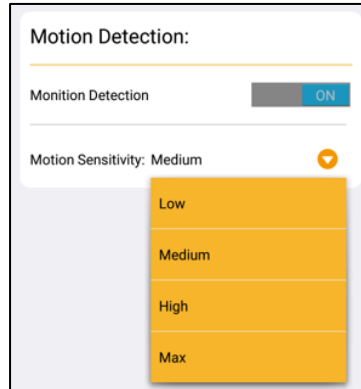 Motion Detection:
Monition Detection ON
Motion Sensitivity: Medium
Low
Medium
High
Max